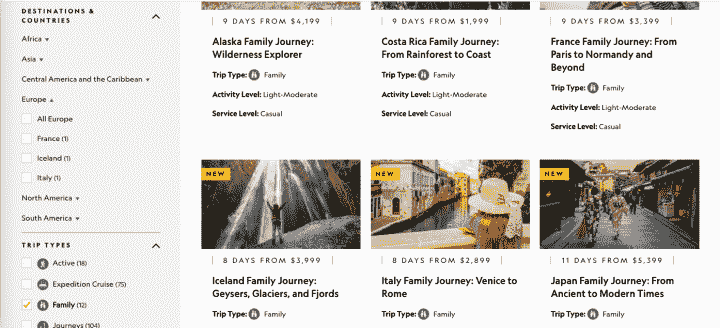 DESTINATIONS &
COUNTRIES
Africa
Asia
Central America and the Caribbean
Europe
All Europe
France (1)
Iceland (1)
Italy (1)
North America
South America
TRIP TYPES
Active (18)
Expedition Cruise (75)
Family (12)
Journeys (104)
9 DAYS FROM $4,199
Alaska Family Journey:
Wilderness Explorer
Trip Type: Family
Activity Level: Light-Moderate
Service Level: Casual
9 DAYS FROM $1,999
Costa Rica Family Journey:
From Rainforest to Coast
Trip Type: Family
Activity Level: Light-Moderate
Service Level: Casual
9 DAYS FROM $3,399
France Family Journey: From
Paris to Normandy and
Beyond
Trip Type: Family
Activity Level: Light-Moderate
Service Level: Casual
8 DAYS FROM $3,999
Iceland Family Journey:
Geysers, Glaciers, and Fjords
Trip Type: Family
NEW
8 DAYS FROM $2,899
Italy Family Journey: Venice to
Rome
Trip Type: Family
NEW
11 DAYS FROM $5,399
Japan Family Journey: From
Ancient to Modern Times
Trip Type: Family
NEW